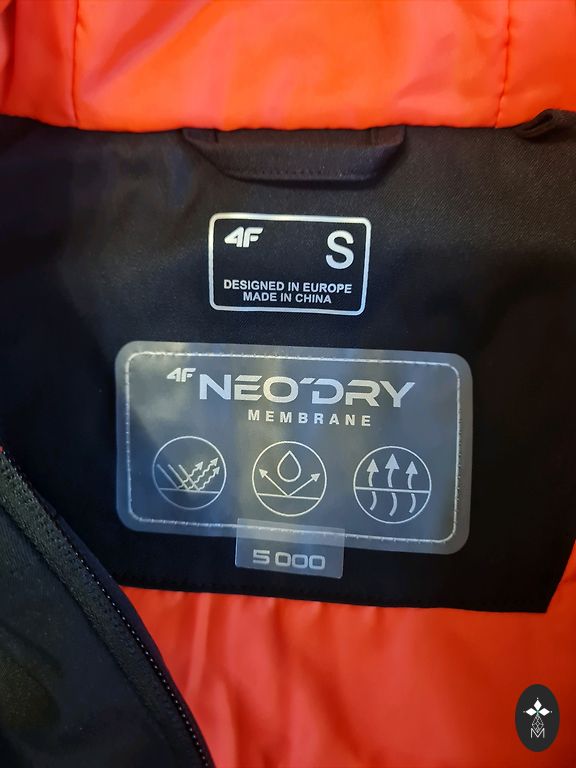 4F S
DESIGNED IN EUROPE
MADE IN CHINA
4F NEO DRY
MEMBRANE
5000
M